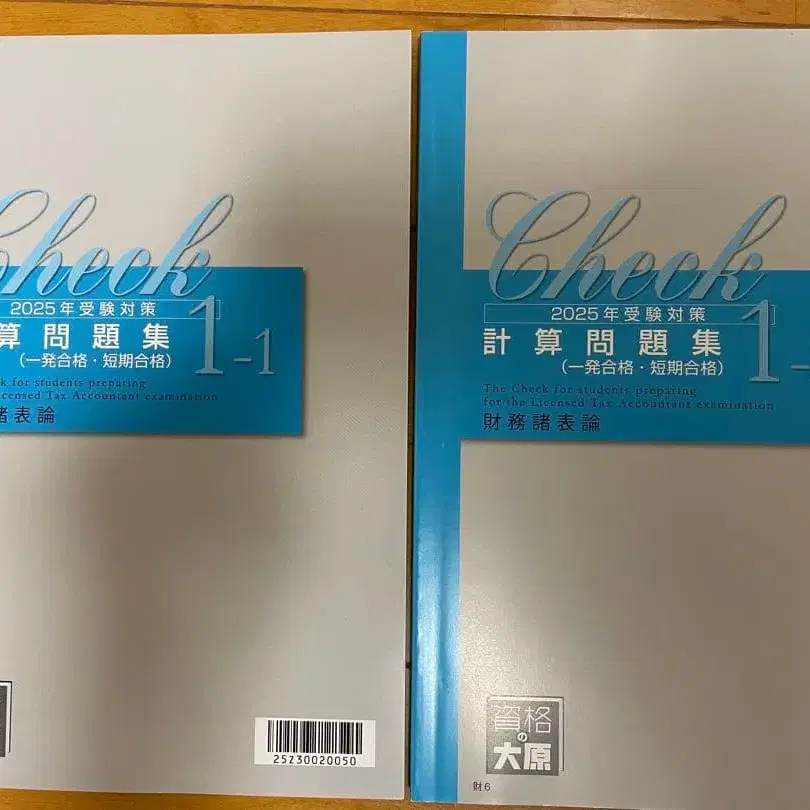 Check
2025年受験対策
算問題集 1-1
(一発合格・短期合格)
k for students preparing
icensed Tax Accountant examination
諸表論
25Z30020050
Check
2025年受験対策
計算問題集 1-
(一発合格・短期合格)
The Check for students preparing
for the Licensed Tax Accountant examination
財務諸表論
資格
の
大原
財6